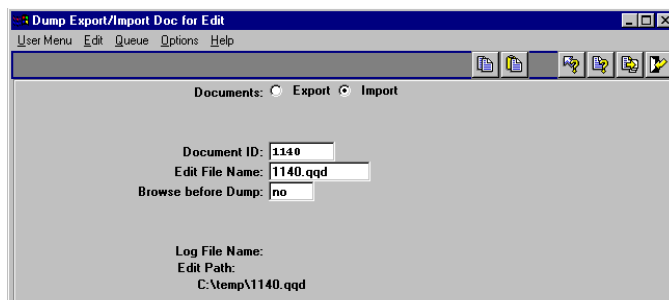 Dump Export/Import Doc for Edit
User Menu Edit Queue Options Help
Documents: Export Import
Document ID: 1140
Edit File Name: 1140.qqd
Browse before Dump: no
Log File Name:
Edit Path:
C:\temp\1140.qqd